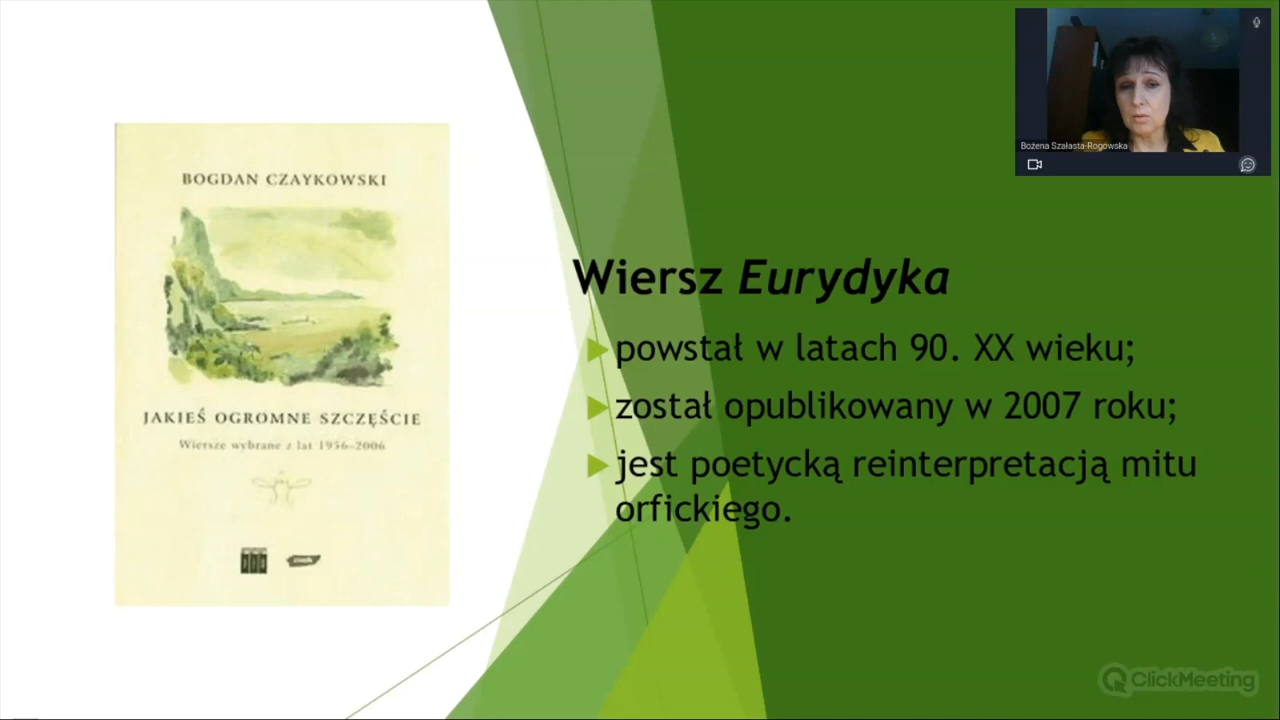 BOGDAN CZAYKOWSKI
JAKIEŚ OGROMNE SZCZĘŚCIE
Wiersze wybrane z lat 1956–2006
znak
Wiersz Eurydyka
powstał w latach 90. XX wieku;
został opublikowany w 2007 roku;
jest poetycką reinterpretacją mitu
orfickiego.
Bożena Szałasta-Rogowska
ClickMeeting